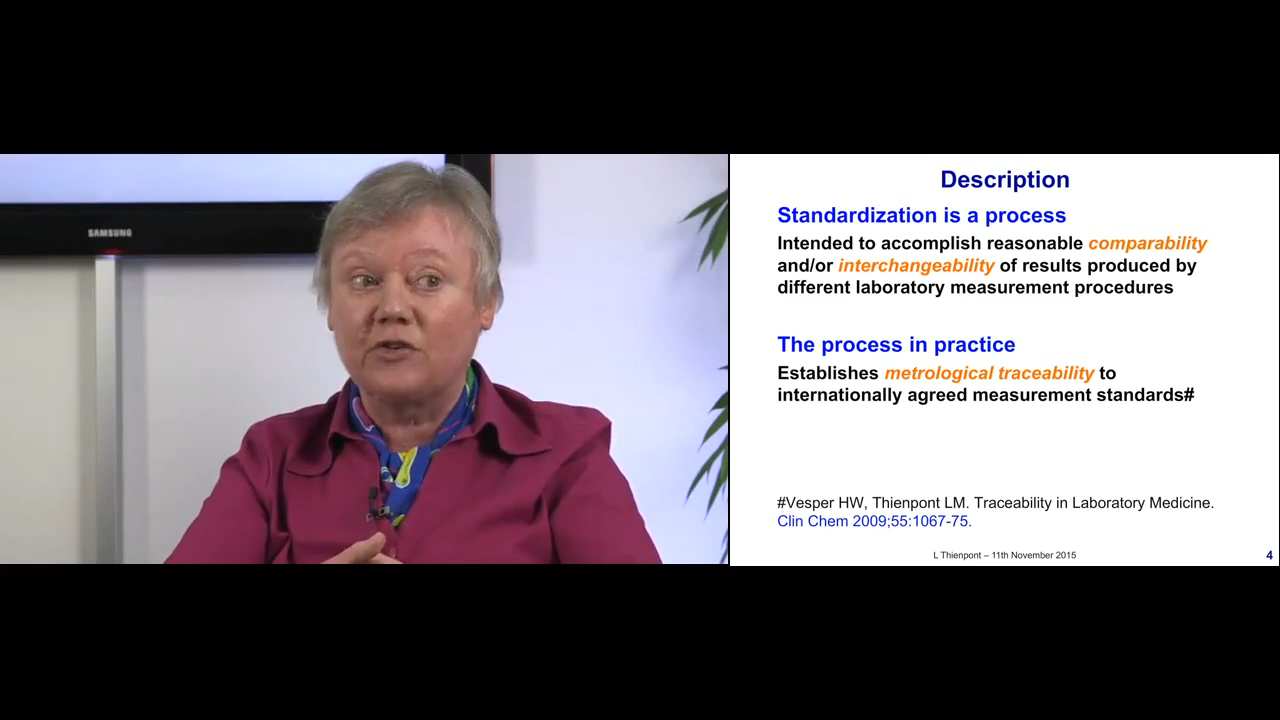 SAMSUNG
Description
Standardization is a process
Intended to accomplish reasonable comparability
and/or interchangeability of results produced by
different laboratory measurement procedures
The process in practice
Establishes metrological traceability to
internationally agreed measurement standards#
#Vesper HW, Thienpont LM. Traceability in Laboratory Medicine.
Clin Chem 2009;55:1067-75.
L Thienpont – 11th November 2015
4